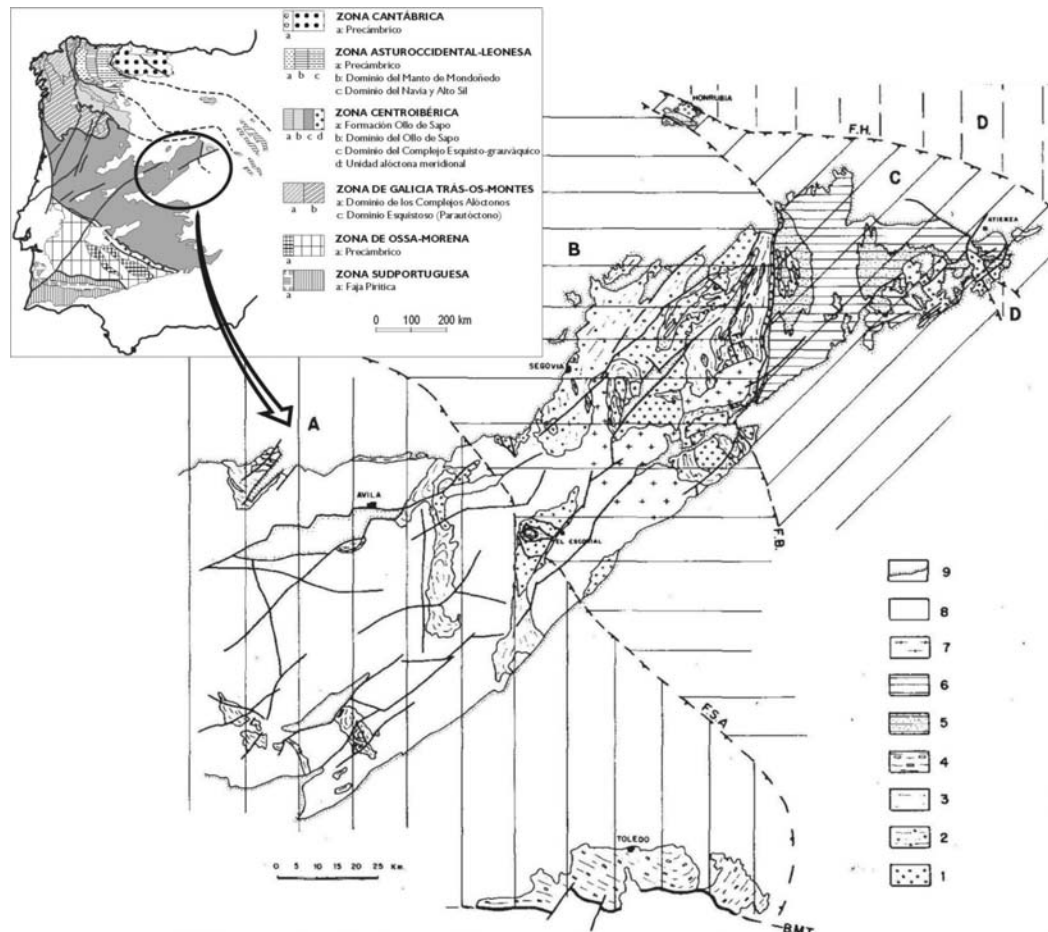 ZONA CANTÁBRICA
a: Precámbrico
a
ZONA ASTUROCCIDENTAL-LEONESA
a: Precámbrico
b: Dominio del Manto de Mondoñedo
c: Dominio del Navia y Alto Sil
a b c
ZONA CENTROIBÉRICA
a: Formación Ollo de Sapo
b: Dominio del Ollo de Sapo
c: Dominio del Complejo Esquisto-grauváquico
d: Unidad alóctona meridional
a b c d
ZONA DE GALICIA TRÁS-OS-MONTES
a: Dominio de los Complejos Alóctonos
c: Dominio Esquistoso (Parautóctono)
a b
ZONA DE OSSA-MORENA
a: Precámbrico
a
ZONA SUDPORTUGUESA
a: Faja Pirítica
a
0 100 200 km
HONRUBIA
F.H.
D
C
ATIENZA
B
D
SEGOVIA
A
AVILA
EL ESCORIAL
F.B.
9
8
7
6
5
4
3
2
1
F.S.A.
TOLEDO
0 5 10 15 20 25 Km.
B.M.T.